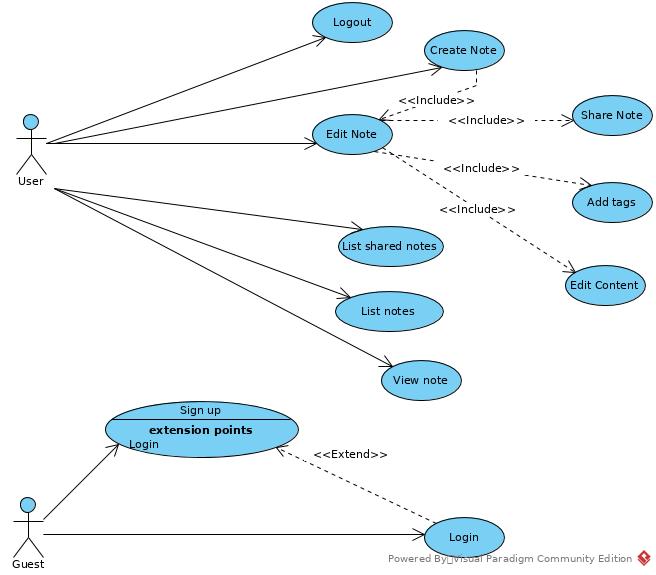 Logout
Create Note
<<Include>>
Share Note
<<Include>>
Edit Note
User
<<Include>>
Add tags
<<Include>>
List shared notes
Edit Content
List notes
View note
Sign up
extension points
Login
<<Extend>>
Login
Powered By Visual Paradigm Community Edition
Guest